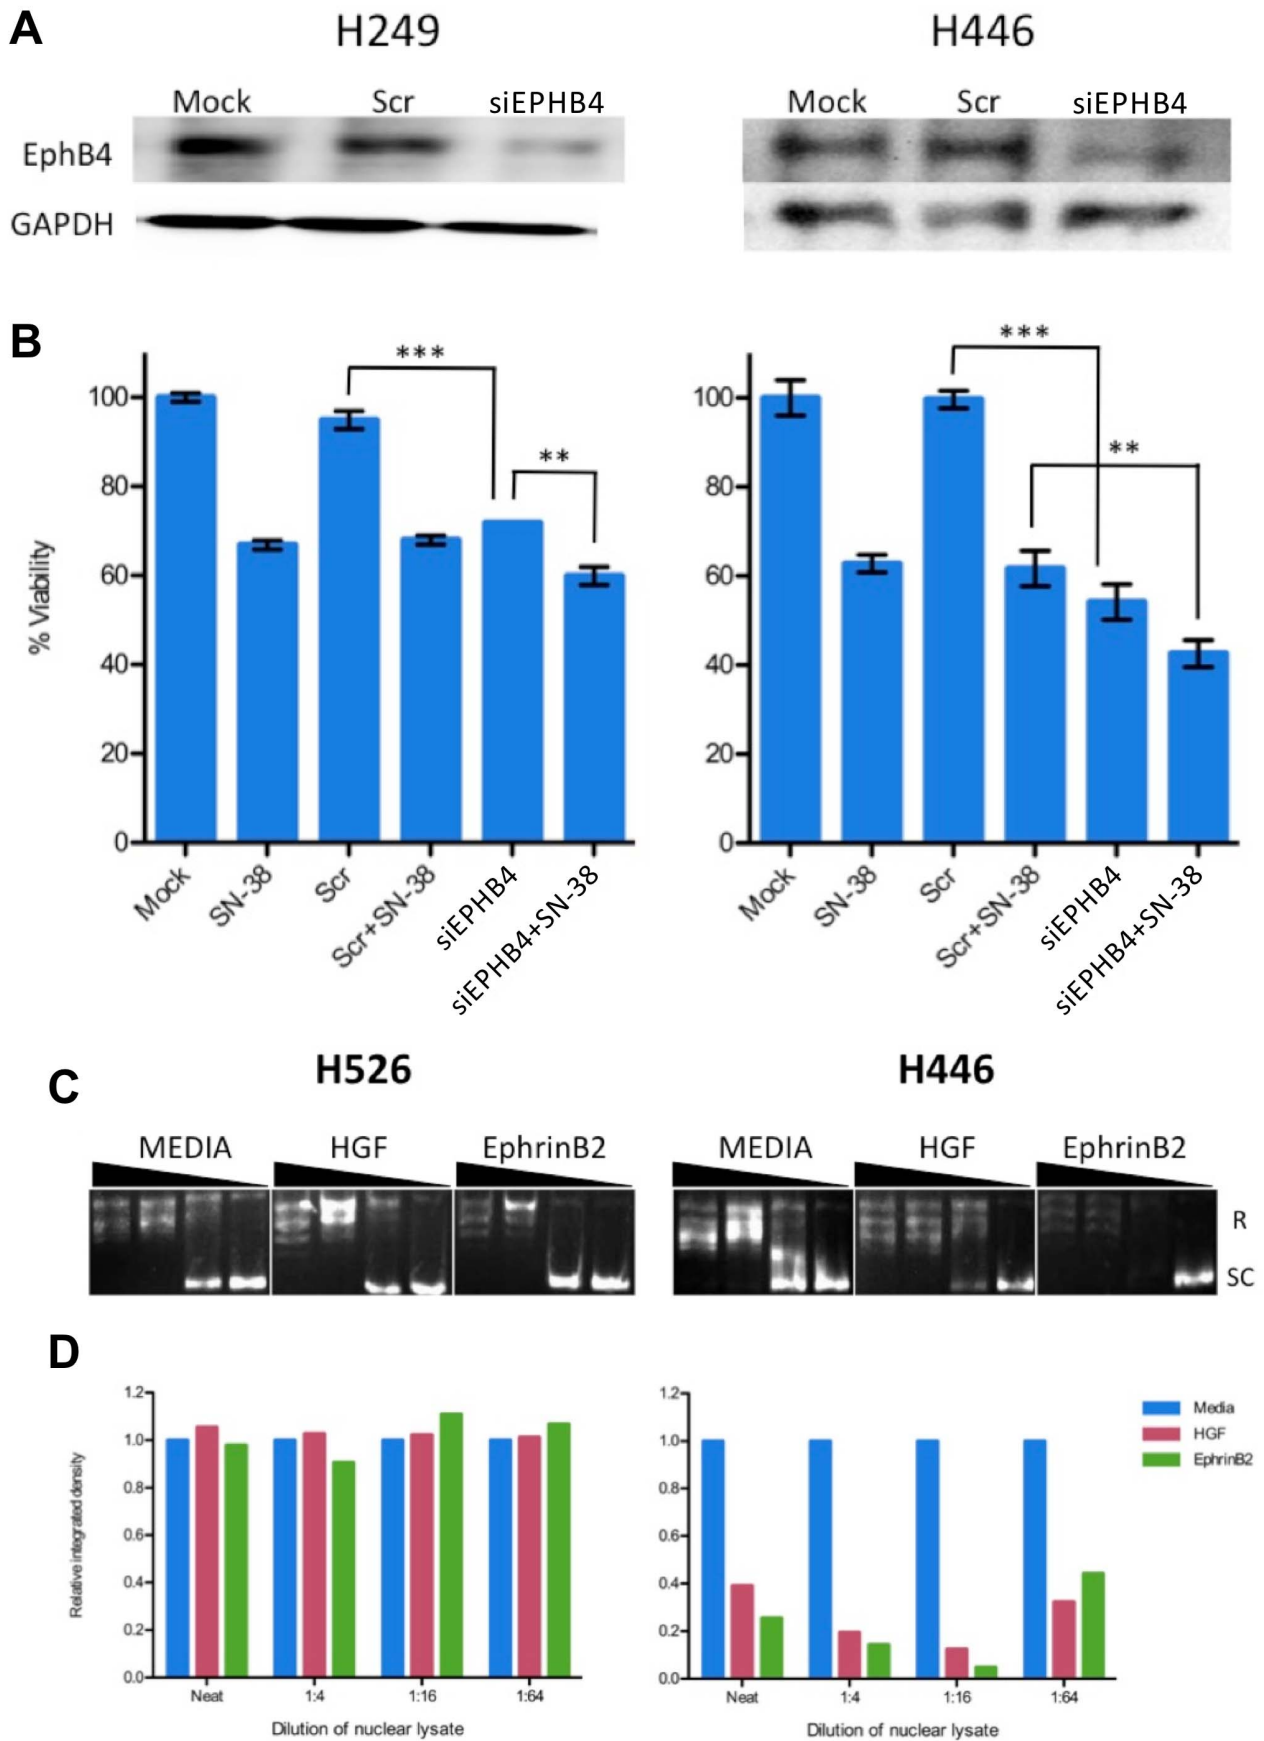 A
H249
H446
Mock
Scr
siEPHB4
Mock
Scr
siEPHB4
EphB4
GAPDH
B
***
**
100
80
60
40
20
0
% Viability
Mock
SN-38
Scr
Scr+SN-38
siEPHB4
siEPHB4+SN-38
***
**
100
80
60
40
20
0
Mock
SN-38
Scr
Scr+SN-38
siEPHB4
siEPHB4+SN-38
C
H526
H446
MEDIA
HGF
EphrinB2
MEDIA
HGF
EphrinB2
R
SC
D
1.2
1.0
0.8
0.6
0.4
0.2
0.0
Relative integrated density
Neat
1:4
1:16
1:64
Dilution of nuclear lysate
1.2
1.0
0.8
0.6
0.4
0.2
0.0
Neat
1:4
1:16
1:64
Dilution of nuclear lysate
Media
HGF
EphrinB2